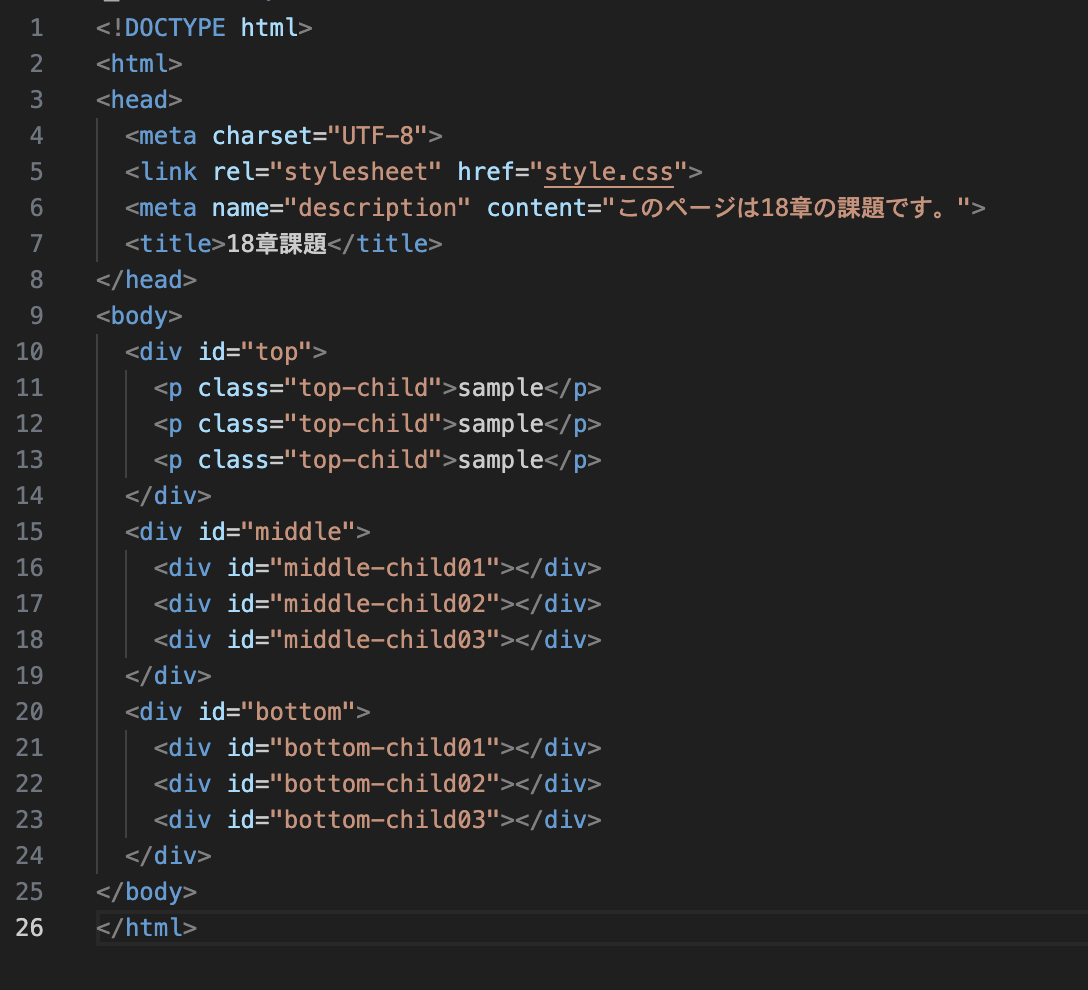 1 <!DOCTYPE html>
2 <html>
3 <head>
4   <meta charset="UTF-8">
5   <link rel="stylesheet" href="style.css">
6   <meta name="description" content="このページは18章の課題です。">
7   <title>18章課題</title>
8 </head>
9 <body>
10   <div id="top">
11     <p class="top-child">sample</p>
12     <p class="top-child">sample</p>
13     <p class="top-child">sample</p>
14   </div>
15   <div id="middle">
16     <div id="middle-child01"></div>
17     <div id="middle-child02"></div>
18     <div id="middle-child03"></div>
19   </div>
20   <div id="bottom">
21     <div id="bottom-child01"></div>
22     <div id="bottom-child02"></div>
23     <div id="bottom-child03"></div>
24   </div>
25 </body>
26 </html>